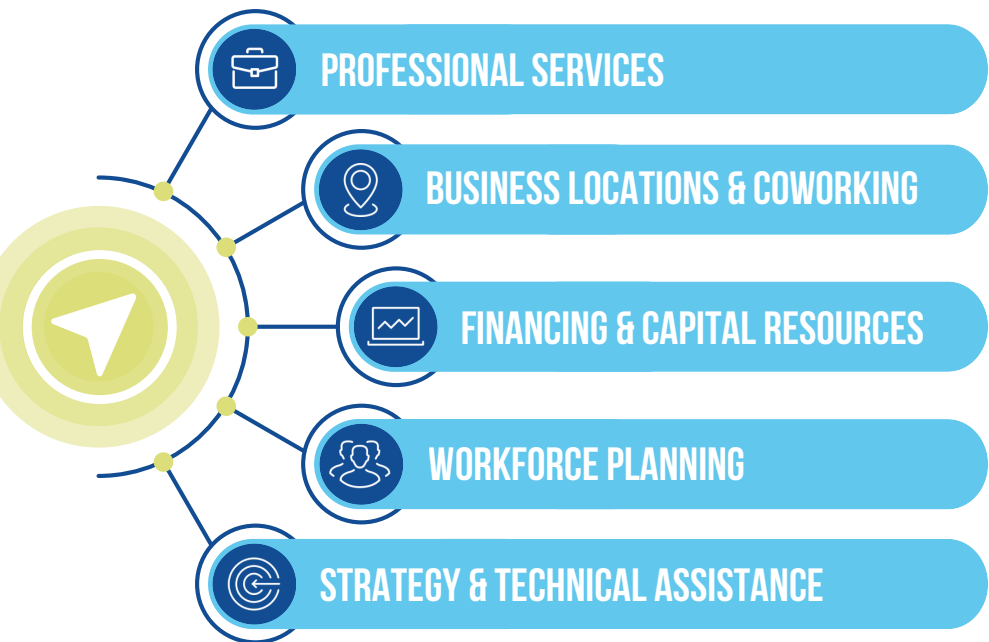 PROFESSIONAL SERVICES
BUSINESS LOCATIONS & COWORKING
FINANCING & CAPITAL RESOURCES
WORKFORCE PLANNING
STRATEGY & TECHNICAL ASSISTANCE